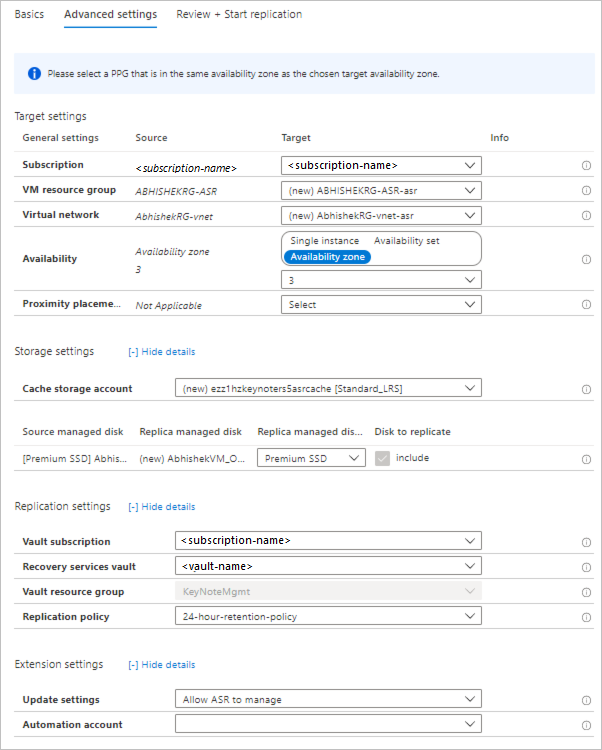 Basics Advanced settings Review + Start replication
Please select a PPG that is in the same availability zone as the chosen target availability zone.
Target settings
General settings Source Target Info
Subscription <subscription-name> <subscription-name>
VM resource group ABHISHEKRG-ASR (new) ABHISHEKRG-ASR-asr
Virtual network AbhishekRG-vnet (new) AbhishekRG-vnet-asr
Single instance Availability set
Availability Availability zone Availability zone
3 3
Proximity placeme... Not Applicable Select
Storage settings [-] Hide details
Cache storage account (new) ezz1hzkeynoters5asrcache [Standard_LRS]
Source managed disk Replica managed disk Replica managed dis... Disk to replicate
[Premium SSD] Abhis... (new) AbhishekVM_O... Premium SSD include
Replication settings [-] Hide details
Vault subscription <subscription-name>
Recovery services vault <vault-name>
Vault resource group KeyNoteMgmt
Replication policy 24-hour-retention-policy
Extension settings [-] Hide details
Update settings Allow ASR to manage
Automation account